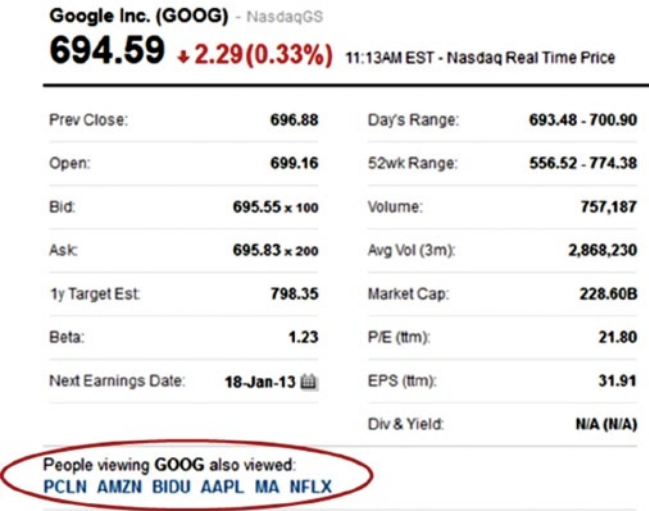 Google Inc. (GOOG) - NasdaqGS
694.59 2.29(0.33%) 11:13AM EST - Nasdaq Real Time Price
Prev Close: 696.88 Day's Range: 693.48 - 700.90
Open: 699.16 52wk Range: 556.52 - 774.38
Bid: 695.55 x 100 Volume: 757,187
Ask: 695.83 x 200 Avg Vol (3m): 2,868,230
1y Target Est: 798.35 Market Cap: 228.60B
Beta: 1.23 P/E (ttm): 21.80
Next Earnings Date: 18-Jan-13 EPS (ttm): 31.91
Div & Yield: N/A (N/A)
People viewing GOOG also viewed:
PCLN AMZN BIDU AAPL MA NFLX